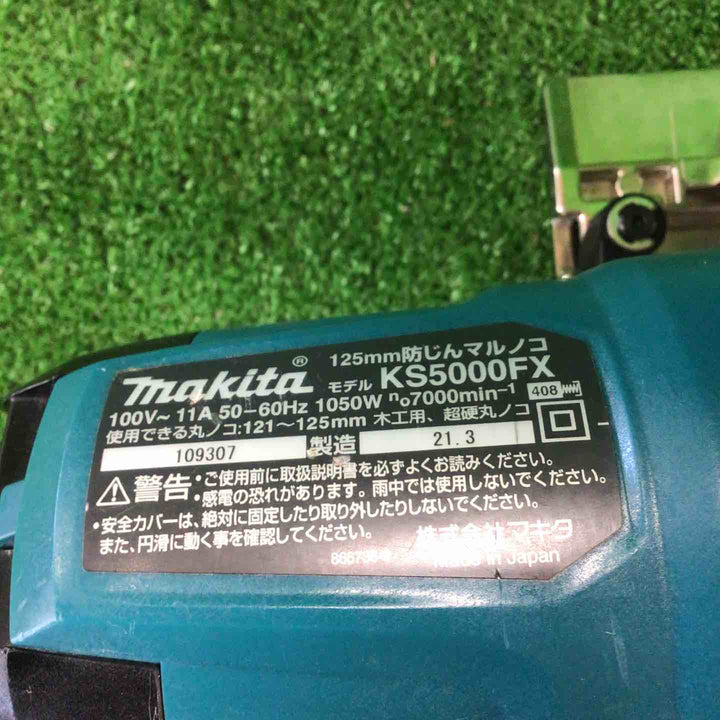 125mm防じんマルノコ
makita® モデル KS5000FX
100V～ 11A 50-60Hz 1050W n₀7000min⁻¹ 408
使用できる丸ノコ:121～125mm 木工用、超硬丸ノコ
109307 製造 21.3
⚠警告
・ご使用前に取扱説明書を必ずよくお読みください。
・感電の恐れがあります。雨中では使用しないでください。
・安全カバーは、絶対に固定したり取り外したりしないでください。
また、円滑に動く事を確認してください。
株式会社マキタ
Made in Japan